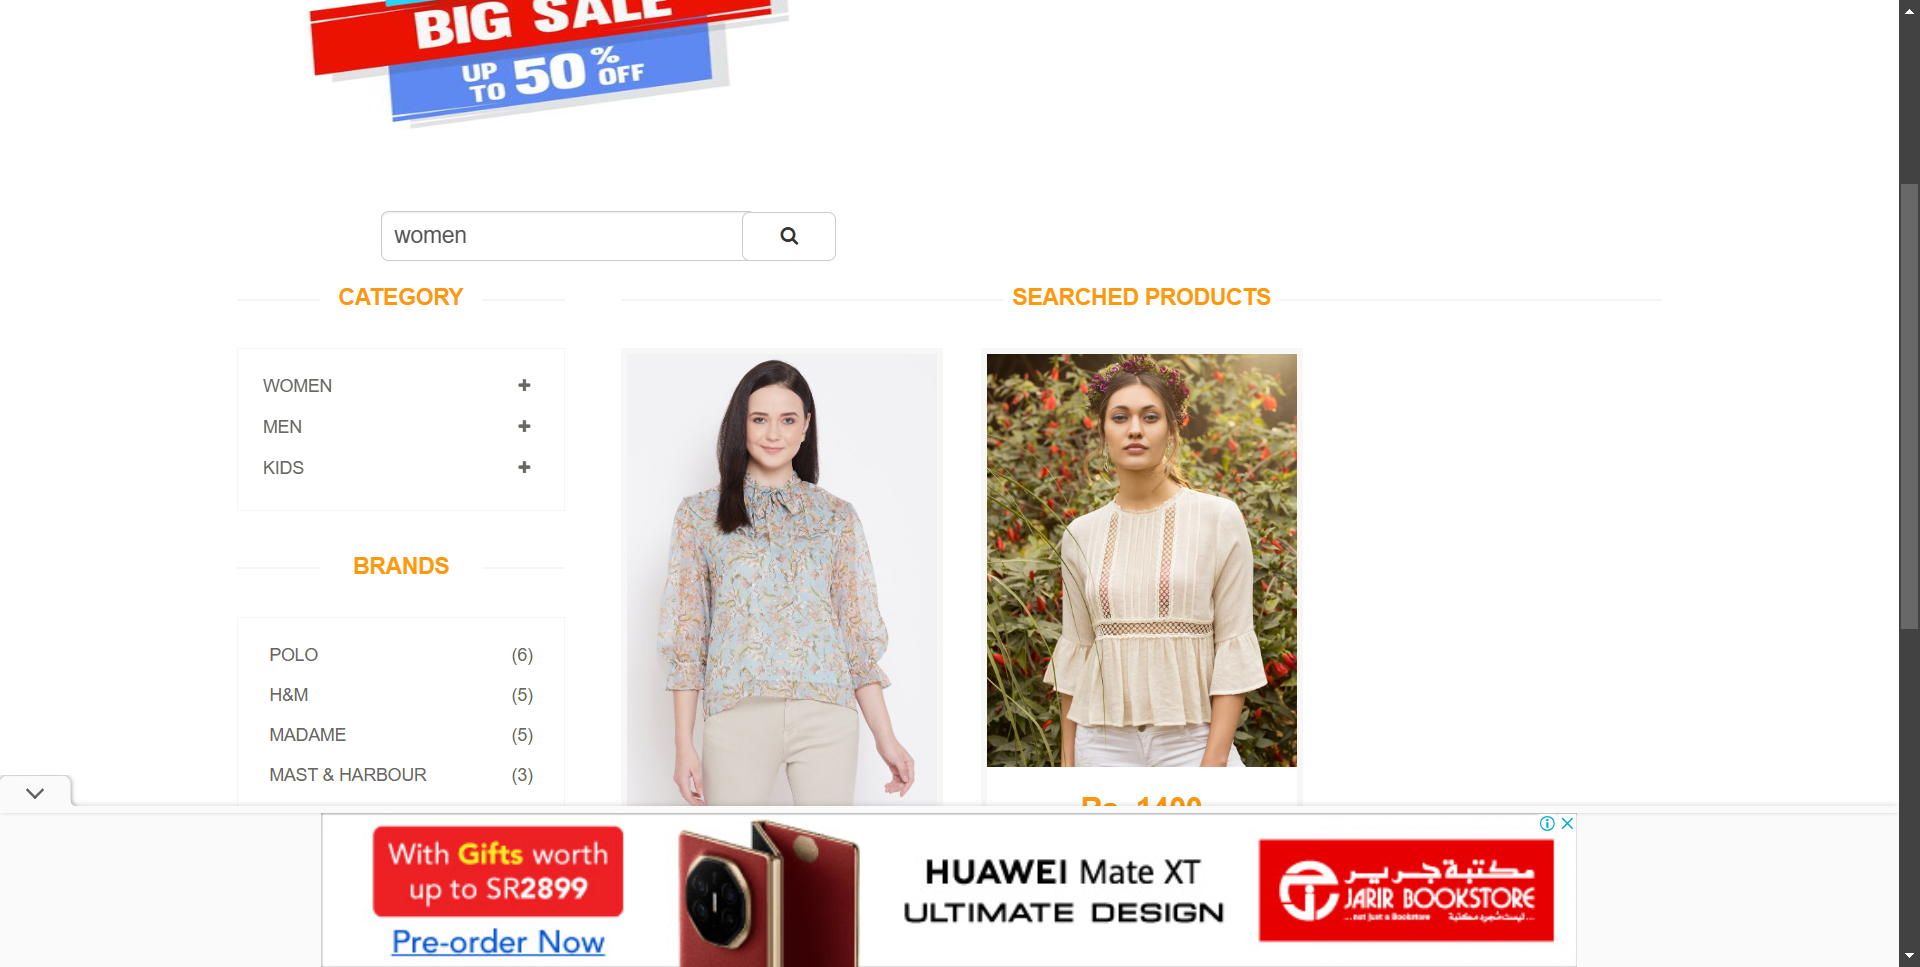 BIG SALE
UP TO 50% OFF
women
CATEGORY
SEARCHED PRODUCTS
WOMEN
MEN
KIDS
BRANDS
POLO (6)
H&M (5)
MADAME (5)
MAST & HARBOUR (3)
Rs. 1400
With Gifts worth
up to SR2899
Pre-order Now
HUAWEI Mate XT
ULTIMATE DESIGN
مكتبة جرير
JARIR BOOKSTORE
...not just a Bookstore ليست مجرد مكتبة...